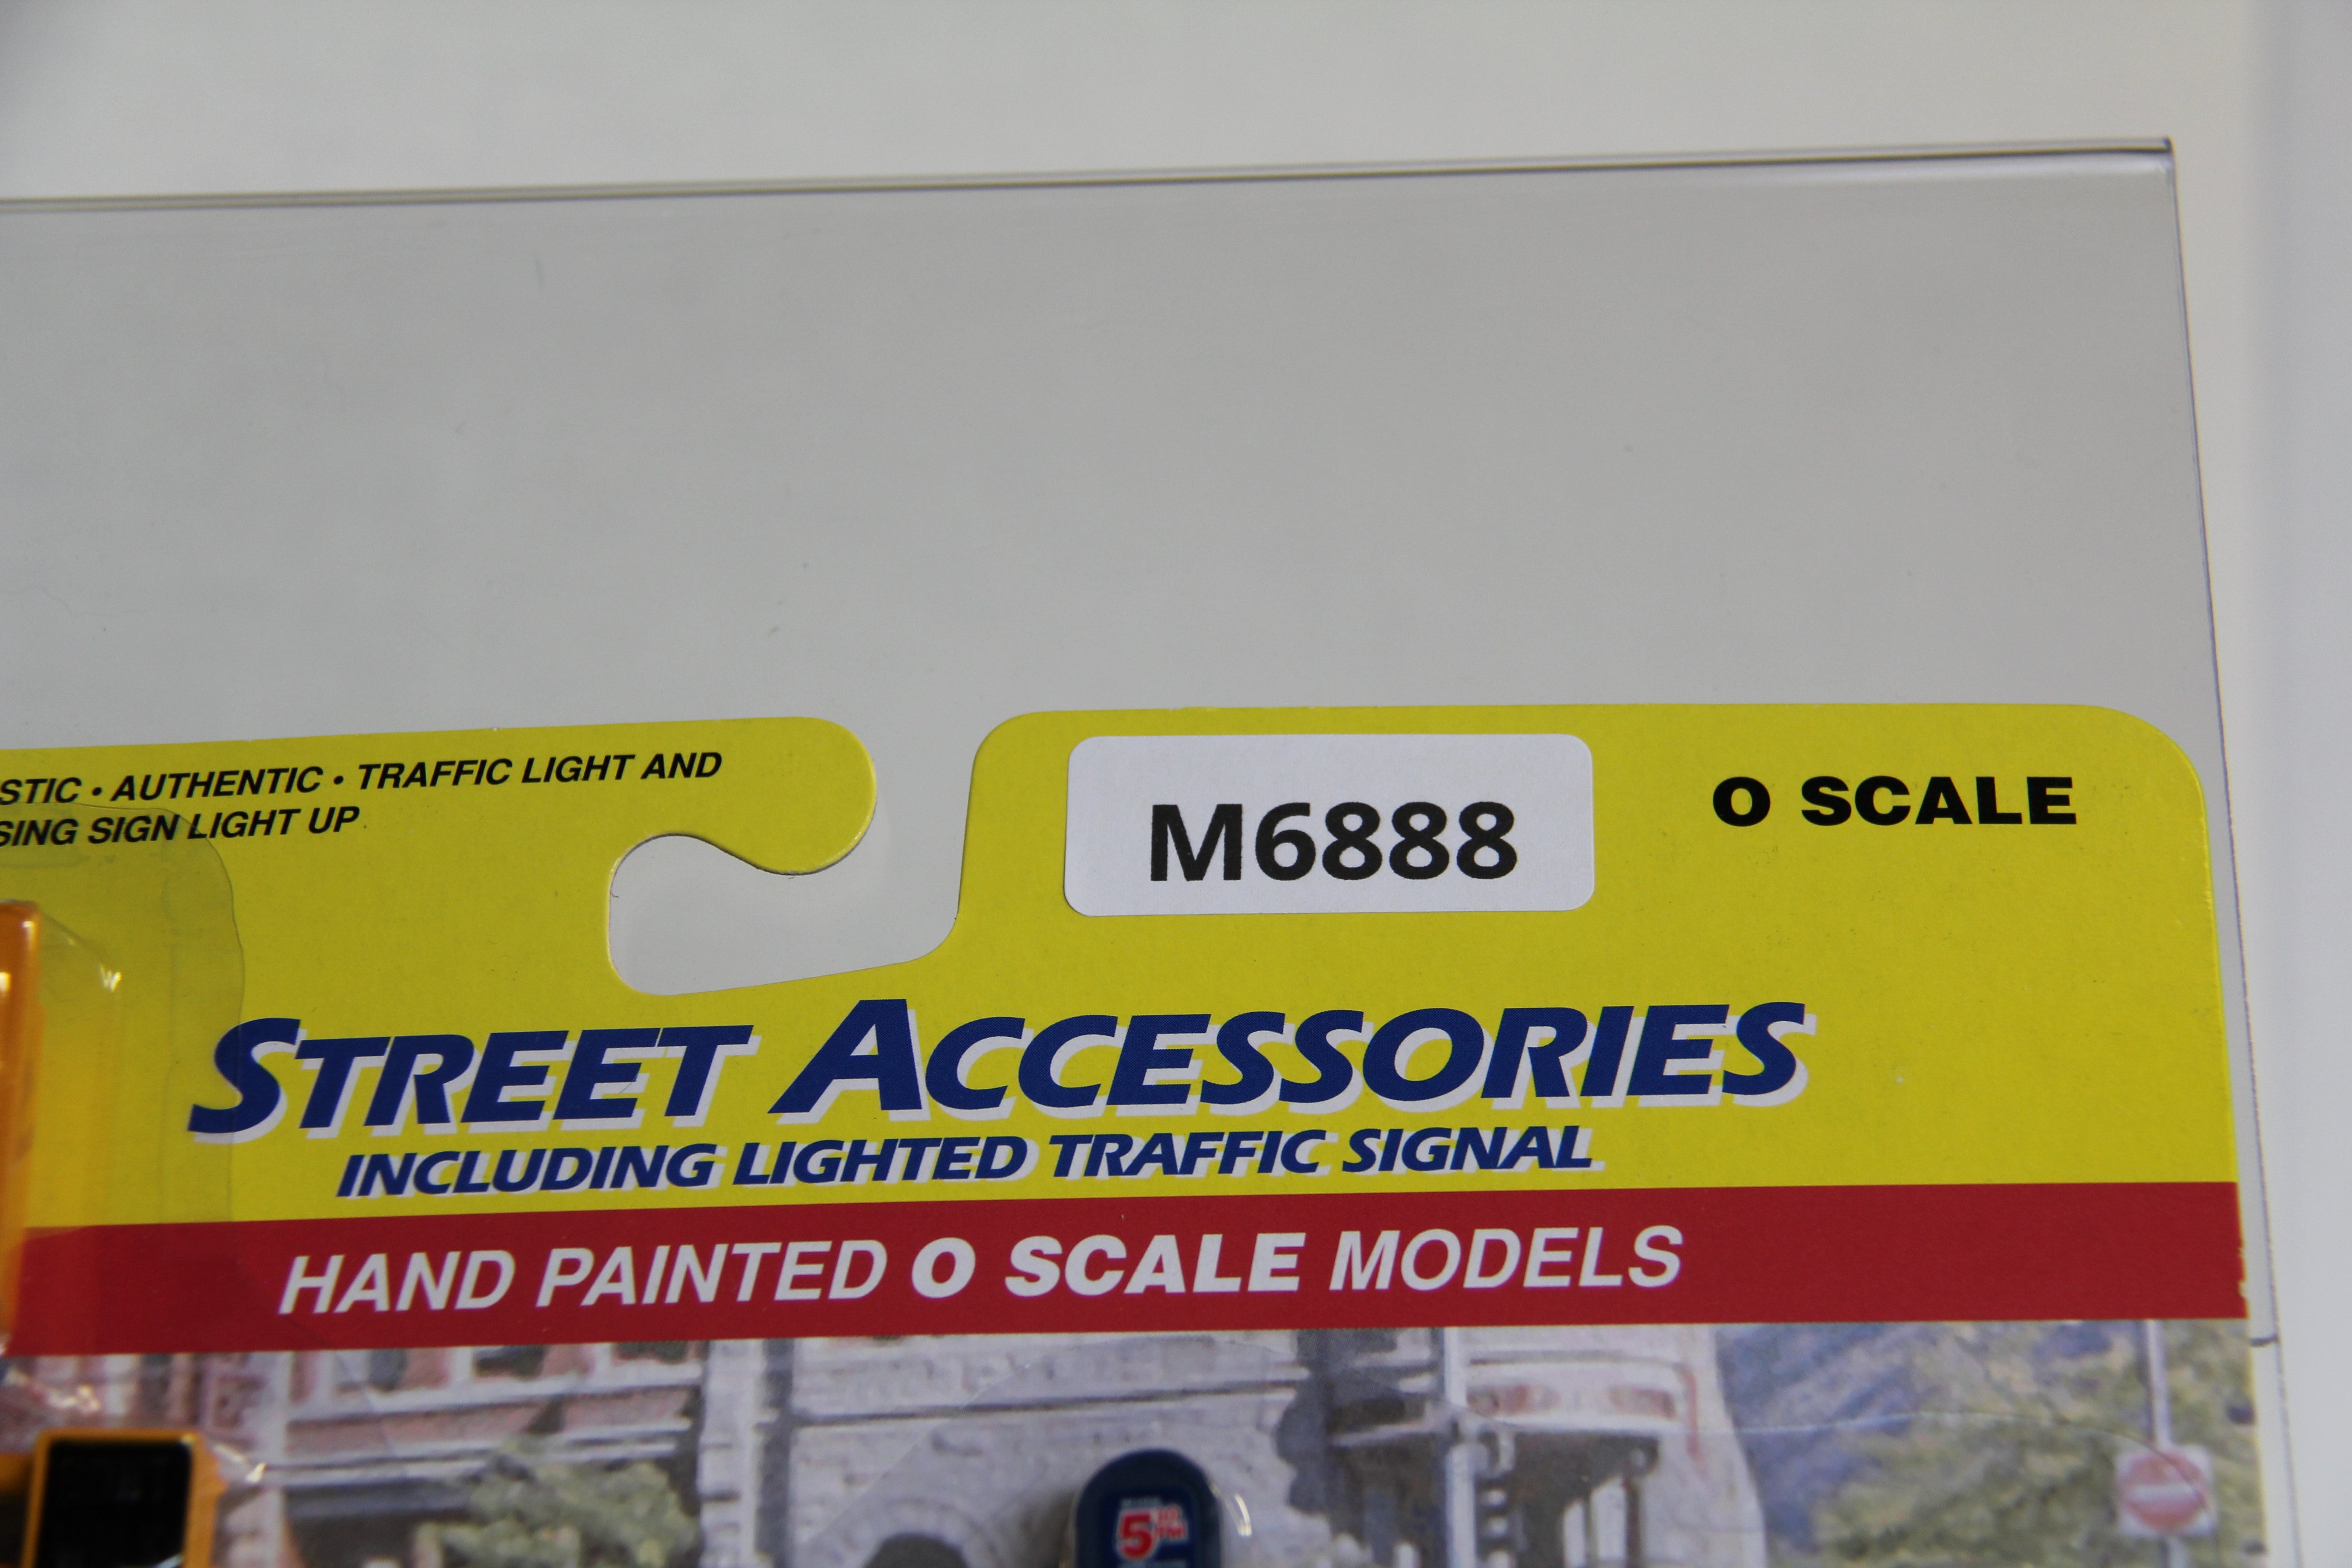 STIC • AUTHENTIC • TRAFFIC LIGHT AND
SING SIGN LIGHT UP
M6888
O SCALE
STREET ACCESSORIES
INCLUDING LIGHTED TRAFFIC SIGNAL
HAND PAINTED O SCALE MODELS
5